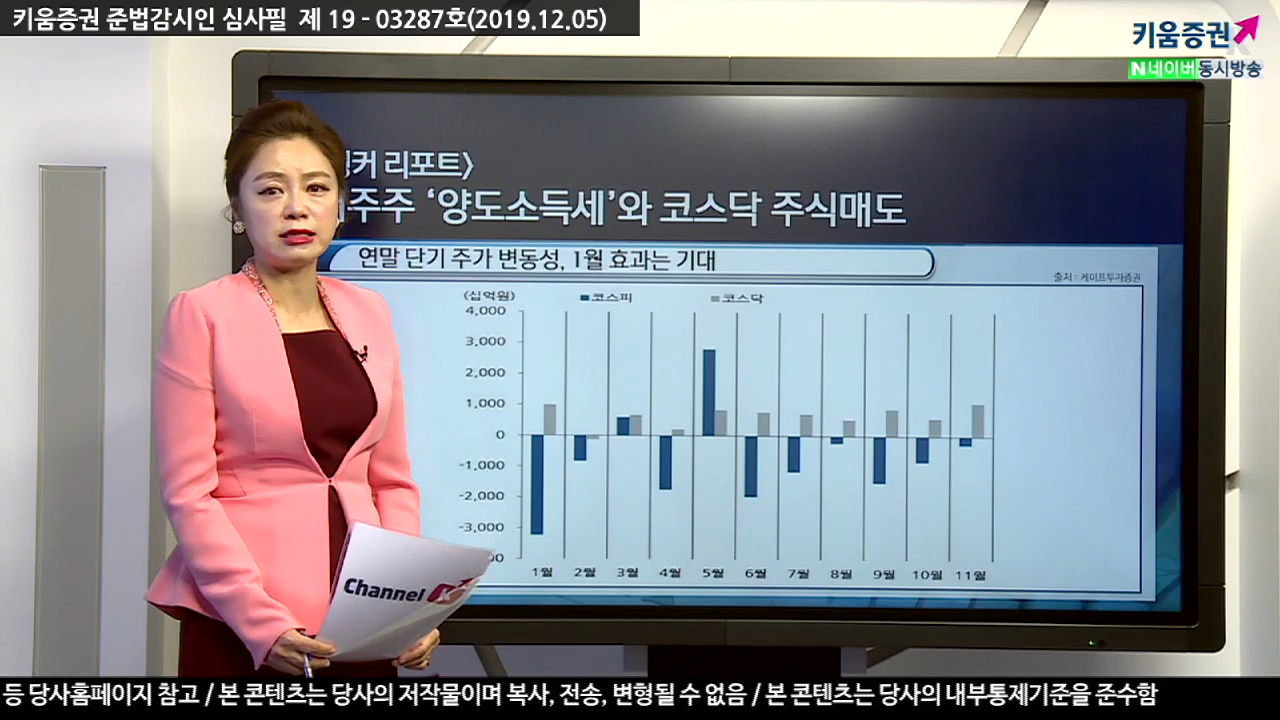 키움증권 준법감시인 심사필 제 19 - 03287호(2019.12.05)
키움증권
N 네이버 동시방송
커 리포트〉
주주 ‘양도소득세’와 코스닥 주식매도
연말 단기 주가 변동성, 1월 효과는 기대
출처 : 케이프투자증권
(십억원)
코스피 코스닥
4,000
3,000
2,000
1,000
0
-1,000
-2,000
-3,000
1월 2월 3월 4월 5월 6월 7월 8월 9월 10월 11월
Channel K
등 당사홈페이지 참고 / 본 콘텐츠는 당사의 저작물이며 복사, 전송, 변형될 수 없음 / 본 콘텐츠는 당사의 내부통제기준을 준수함